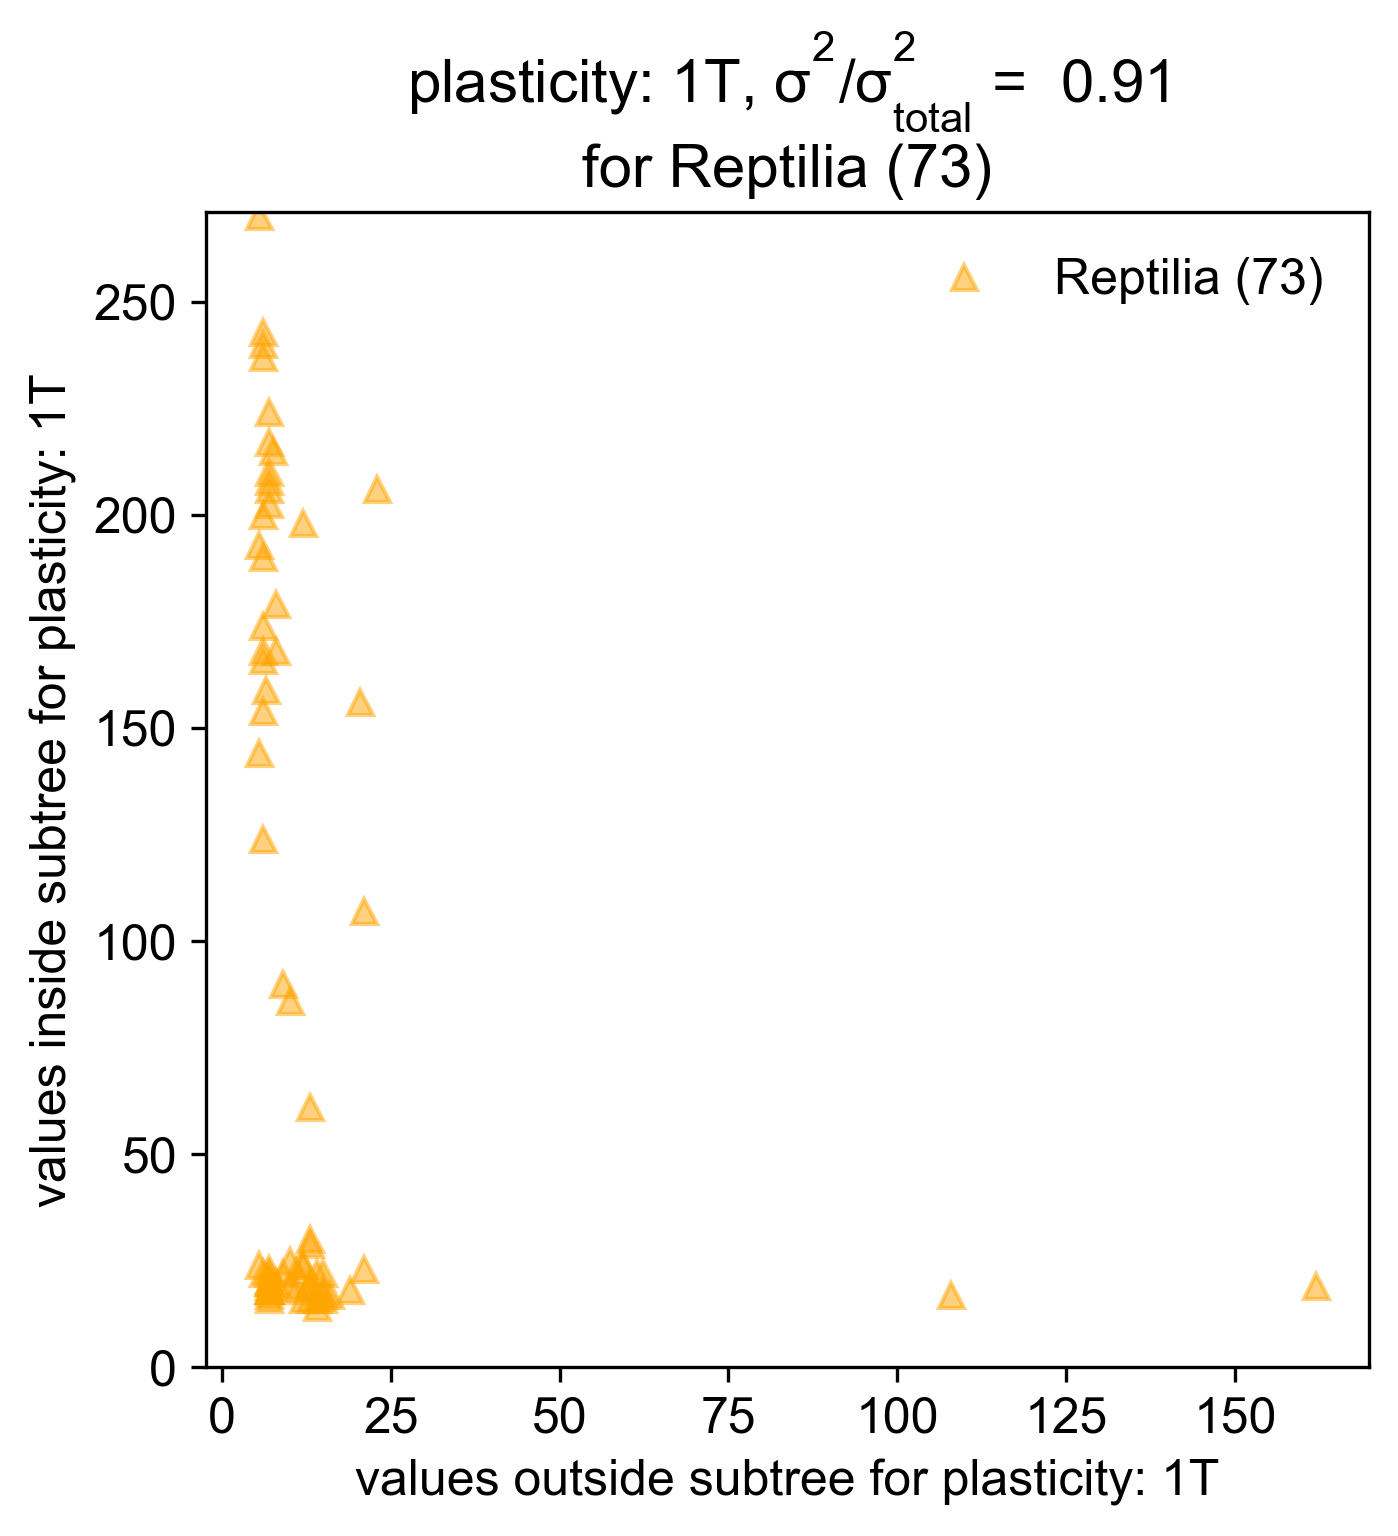 plasticity: 1T, σ²/σ²total = 0.91
for Reptilia (73)
Reptilia (73)
250
200
150
100
50
0
values inside subtree for plasticity: 1T
0 25 50 75 100 125 150
values outside subtree for plasticity: 1T